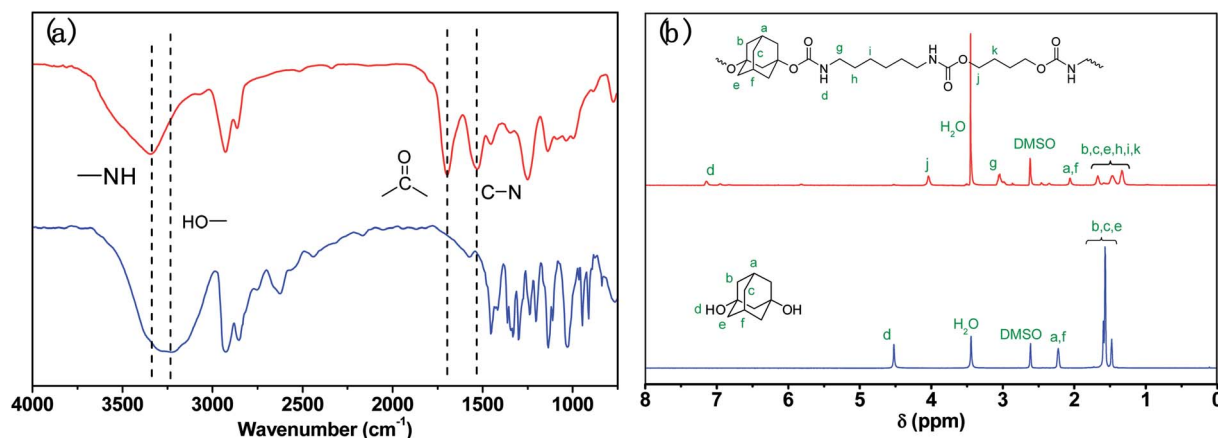 (a)
—NH
HO—
O
C–N
4000 3500 3000 2500 2000 1500 1000
Wavenumber (cm⁻¹)
(b)
a
b
c
e
f
O
O
O
N
H
d
g
h
i
H
N
O
O
j
k
O
O
N
H
H₂O
DMSO
d
j
g
a,f
b,c,e,h,i,k
b,c,e
a
b
c
d
HO
OH
e
f
d
H₂O
DMSO
a,f
8 7 6 5 4 3 2 1 0
δ (ppm)